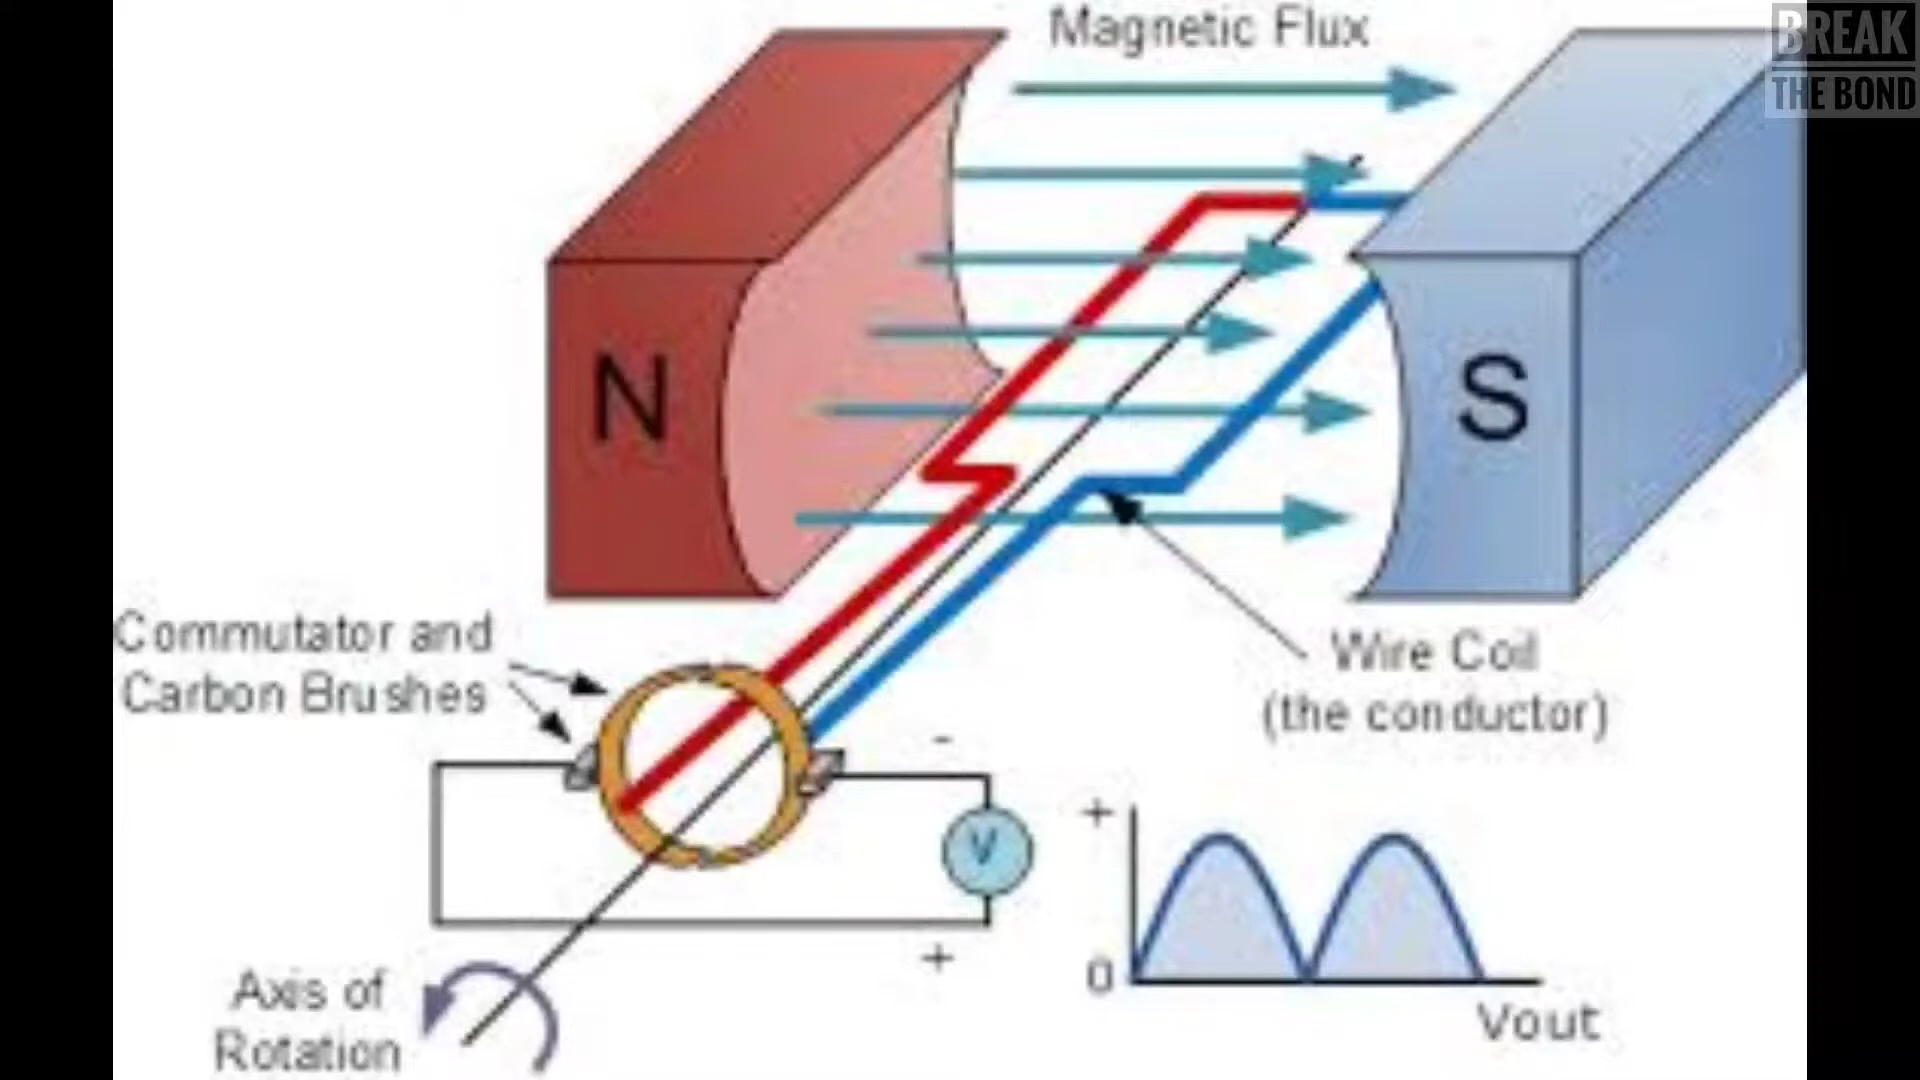 Magnetic Flux
BREAK
THE BOND
N
S
Commutator and
Carbon Brushes
Wire Coil
(the conductor)
-
V
+
+
0
Vout
Axis of
Rotation